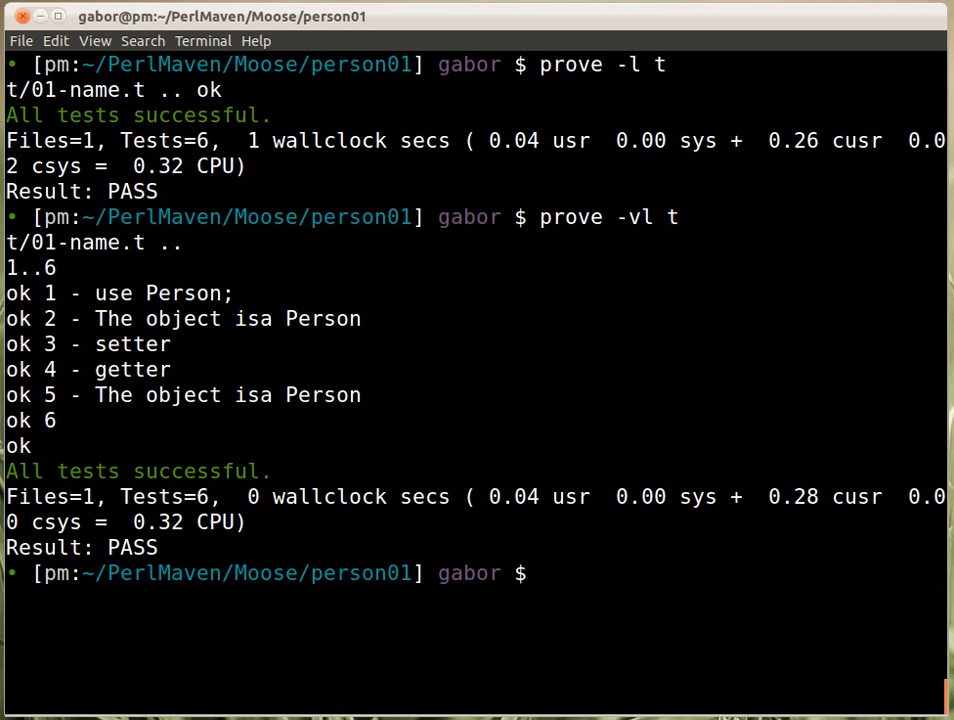 gabor@pm:~/PerlMaven/Moose/person01
File Edit View Search Terminal Help
• [pm:~/PerlMaven/Moose/person01] gabor $ prove -l t
t/01-name.t .. ok
All tests successful.
Files=1, Tests=6,  1 wallclock secs ( 0.04 usr  0.00 sys +  0.26 cusr  0.0
2 csys =  0.32 CPU)
Result: PASS
• [pm:~/PerlMaven/Moose/person01] gabor $ prove -vl t
t/01-name.t ..
1..6
ok 1 - use Person;
ok 2 - The object isa Person
ok 3 - setter
ok 4 - getter
ok 5 - The object isa Person
ok 6
ok
All tests successful.
Files=1, Tests=6,  0 wallclock secs ( 0.04 usr  0.00 sys +  0.28 cusr  0.0
0 csys =  0.32 CPU)
Result: PASS
• [pm:~/PerlMaven/Moose/person01] gabor $